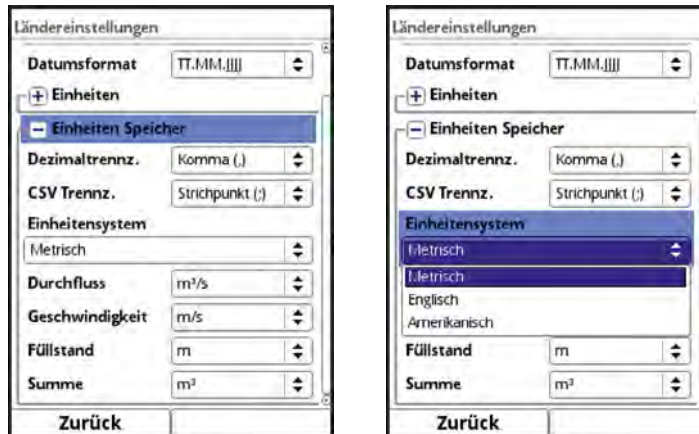 Ländereinstellungen
Datumsformat TT.MM.JJJJ
Einheiten
Einheiten Speicher
Dezimaltrennz. Komma (,)
CSV Trennz. Strichpunkt (;)
Einheitensystem
Metrisch
Durchfluss m³/s
Geschwindigkeit m/s
Füllstand m
Summe m³
Zurück
Ländereinstellungen
Datumsformat TT.MM.JJJJ
Einheiten
Einheiten Speicher
Dezimaltrennz. Komma (,)
CSV Trennz. Strichpunkt (;)
Einheitensystem
Metrisch
Metrisch
Englisch
Amerikanisch
Füllstand m
Summe m³
Zurück